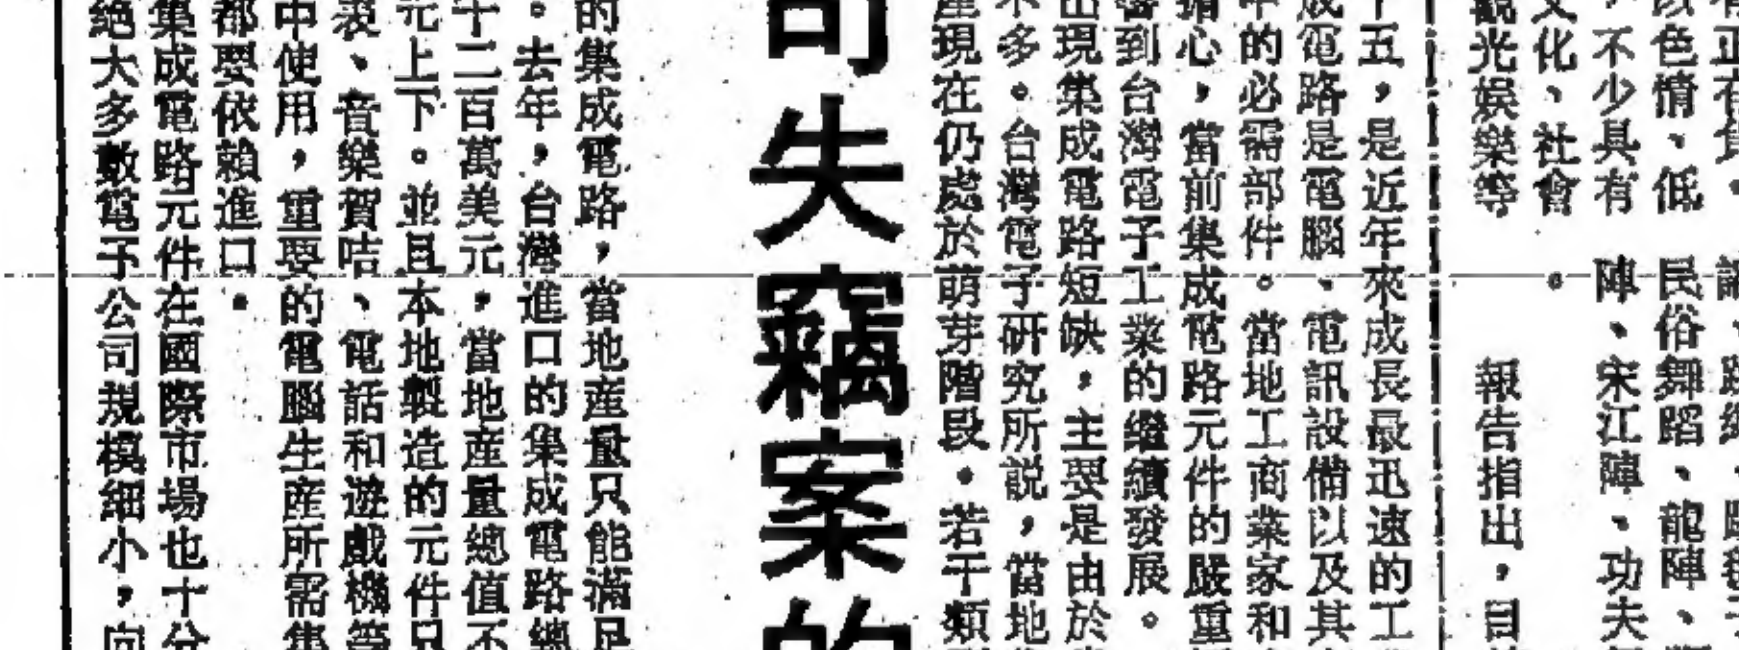 有正有負。
以色情、低
，不少具有
文化、社會
觀光娛樂等
、
民俗舞蹈、龍陣、
陣、宋江陣、功夫
。
報告指出，目
十五，是近年來成長最迅速的工
成電路是電腦、電訊設備以及其
中的必需部件。當地工商業家和
擔心，當前集成電路元件的嚴重
響到台灣電子工業的繼續發展。
出現集成電路短缺，主要是由於
不多。台灣電子研究所說，當地
產現在仍處於萌芽階段。若干類
司失竊案的
的集成電路，當地產量只能滿足
。去年，台灣進口的集成電路總
十二百萬美元，當地產量總值不
元上下。並且本地製造的元件只
表、音樂賀咭、電話和遊戲機等
中使用，重要的電腦生產所需集
都要依賴進口。
集成電路元件在國際市場也十分
絕大多數電子公司規模細小，向